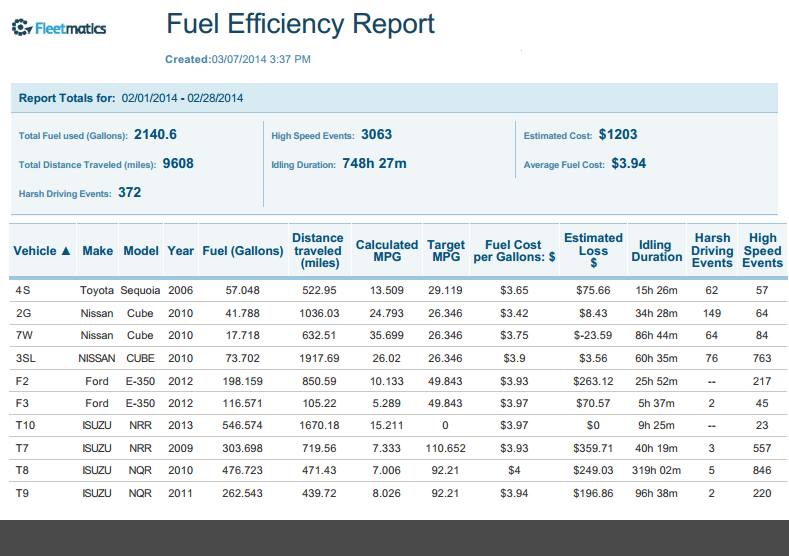 Fleetmatics
Fuel Efficiency Report
Created:03/07/2014 3:37 PM
Report Totals for: 02/01/2014 - 02/28/2014
Total Fuel used (Gallons): 2140.6 High Speed Events: 3063 Estimated Cost: $1203
Total Distance Traveled (miles): 9608 Idling Duration: 748h 27m Average Fuel Cost: $3.94
Harsh Driving Events: 372
Vehicle ▲ Make Model Year Fuel (Gallons) Distance traveled (miles) Calculated MPG Target MPG Fuel Cost per Gallons: $ Estimated Loss $ Idling Duration Harsh Driving Events High Speed Events
4S Toyota Sequoia 2006 57.048 522.95 13.509 29.119 $3.65 $75.66 15h 26m 62 57
2G Nissan Cube 2010 41.788 1036.03 24.793 26.346 $3.42 $8.43 34h 28m 149 64
7W Nissan Cube 2010 17.718 632.51 35.699 26.346 $3.75 $-23.59 86h 44m 64 84
3SL NISSAN CUBE 2010 73.702 1917.69 26.02 26.346 $3.9 $3.56 60h 35m 76 763
F2 Ford E-350 2012 198.159 850.59 10.133 49.843 $3.93 $263.12 25h 52m -- 217
F3 Ford E-350 2012 116.571 105.22 5.289 49.843 $3.97 $70.57 5h 37m 2 45
T10 ISUZU NRR 2013 546.574 1670.18 15.211 0 $3.97 $0 9h 25m -- 23
T7 ISUZU NRR 2009 303.698 719.56 7.333 110.652 $3.93 $359.71 40h 19m 3 557
T8 ISUZU NQR 2010 476.723 471.43 7.006 92.21 $4 $249.03 319h 02m 5 846
T9 ISUZU NQR 2011 262.543 439.72 8.026 92.21 $3.94 $196.86 96h 38m 2 220